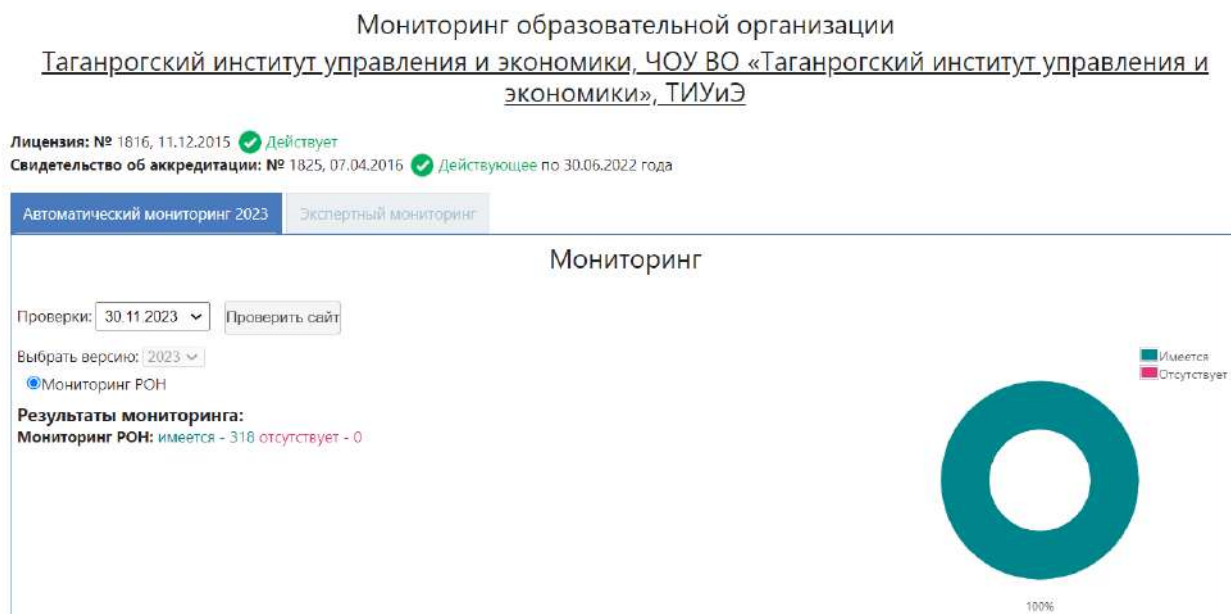 Мониторинг образовательной организации
Таганрогский институт управления и экономики, ЧОУ ВО «Таганрогский институт управления и
экономики», ТИУиЭ
Лицензия: № 1816, 11.12.2015 Действует
Свидетельство об аккредитации: № 1825, 07.04.2016 Действующее по 30.06.2022 года
Автоматический мониторинг 2023 Экспертный мониторинг
Мониторинг
Проверки: 30.11.2023 Проверить сайт
Выбрать версию: 2023
Имеется
Отсутствует
Мониторинг РОН
Результаты мониторинга:
Мониторинг РОН: имеется - 318 отсутствует - 0
100%